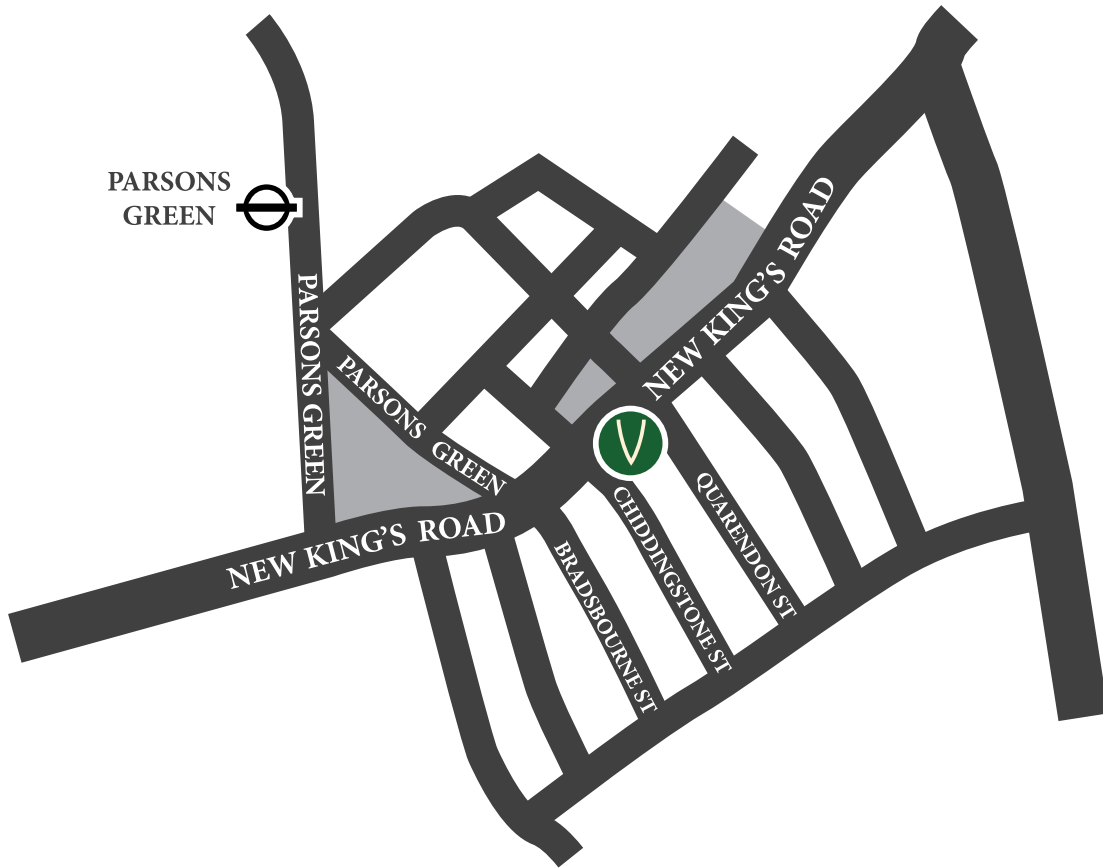 PARSONS
GREEN
PARSONS GREEN
PARSONS GREEN
NEW KING'S ROAD
NEW KING'S ROAD
V
QUARENDON ST
CHIDDINGSTONE ST
BRADSBOURNE ST